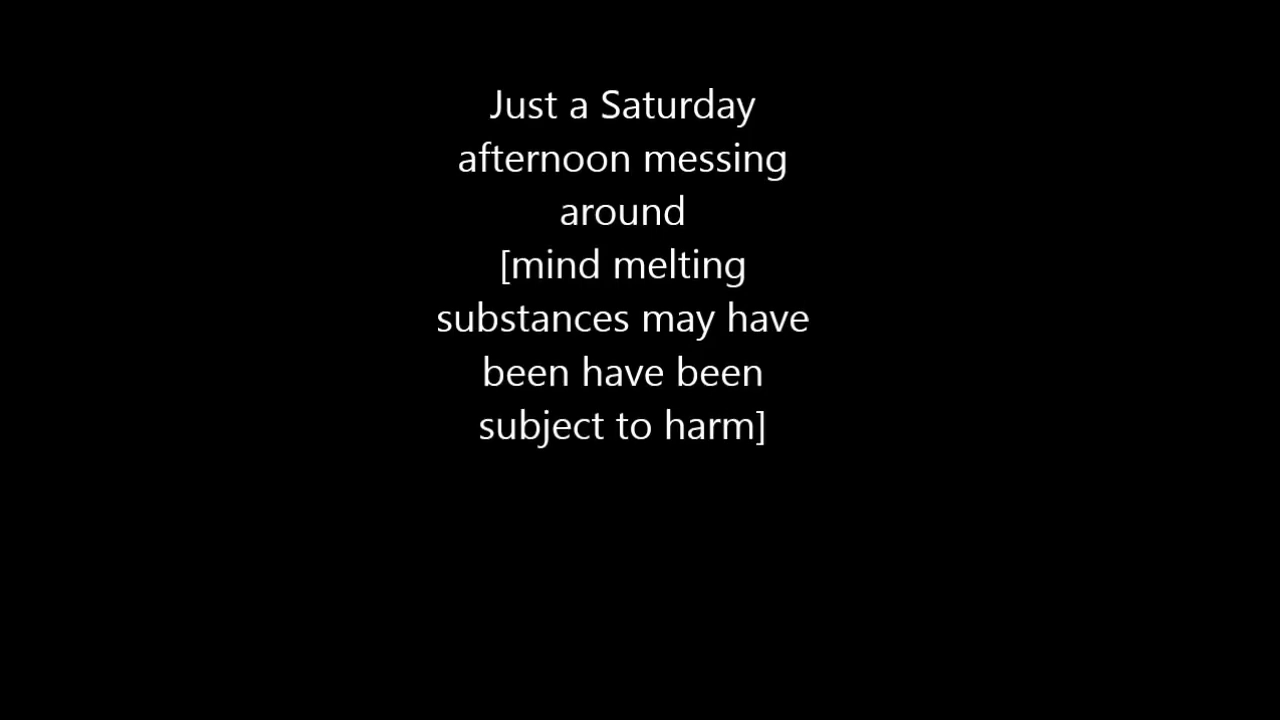 Just a Saturday
afternoon messing
around
[mind melting
substances may have
been have been
subject to harm]